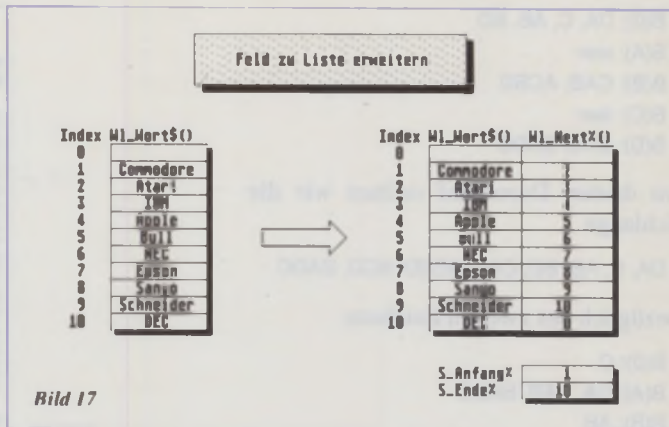 Feld zu Liste erweitern
Index Wl_Wort$()
0
1 Commodore
2 Atari
3 IBM
4 Apple
5 Bull
6 NEC
7 Epson
8 Sanyo
9 Schneider
10 DEC
Index Wl_Wort$() Wl_Next%()
0
1 Commodore
2 Atari
3 IBM
4 Apple 5
5 Bull 6
6 NEC 7
7 Epson 8
8 Sanyo 9
9 Schneider 10
10 DEC 0
S_Anfang% 1
S_Ende% 10
Bild 17